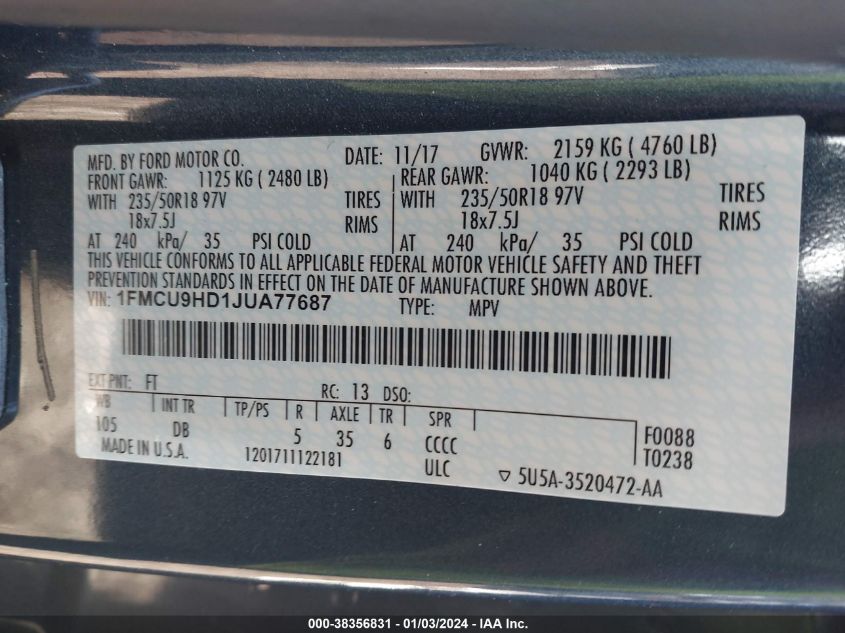 MFD. BY FORD MOTOR CO. DATE: 11/17 GVWR: 2159 KG ( 4760 LB)
FRONT GAWR: 1125 KG ( 2480 LB) REAR GAWR: 1040 KG ( 2293 LB)
WITH 235/50R18 97V TIRES WITH 235/50R18 97V TIRES
18x7.5J RIMS 18x7.5J RIMS
AT 240 kPa/ 35 PSI COLD AT 240 kPa/ 35 PSI COLD
THIS VEHICLE CONFORMS TO ALL APPLICABLE FEDERAL MOTOR VEHICLE SAFETY AND THEFT
PREVENTION STANDARDS IN EFFECT ON THE DATE OF MANUFACTURE SHOWN ABOVE.
VIN: 1FMCU9HD1JUA77687 TYPE: MPV
EXT PNT: FT RC: 13 DSO:
WB INT TR TP/PS R AXLE TR SPR
105 DB 5 35 6 CCCC F0088
MADE IN U.S.A. 1201711122181 ULC T0238
5U5A-3520472-AA
000-38356831 - 01/03/2024 - IAA Inc.